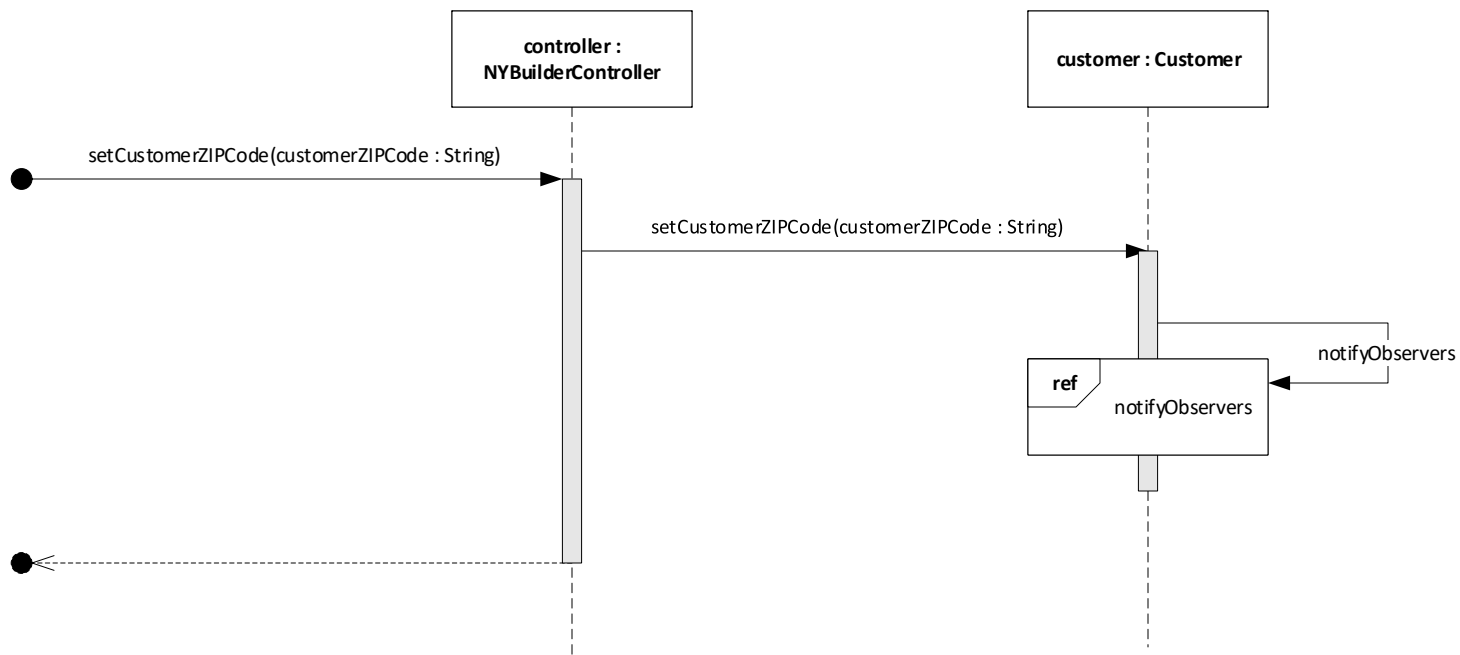 controller :
NYBuilderController
customer : Customer
setCustomerZIPCode(customerZIPCode : String)
setCustomerZIPCode(customerZIPCode : String)
notifyObservers
ref
notifyObservers